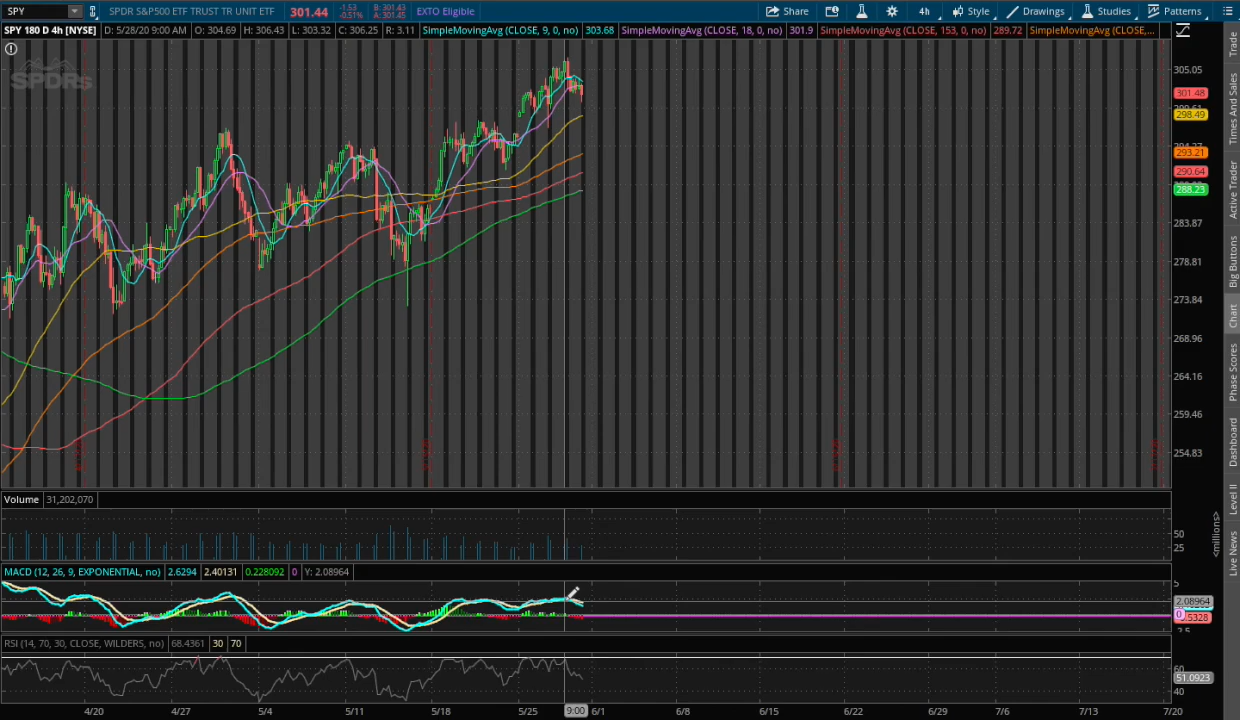 SPY SPDR S&P500 ETF TRUST TR UNIT ETF 301.44 -1.53 -0.51% B: 301.43 A: 301.45 EXTO Eligible Share 4h Style Drawings Studies Patterns
SPY 180 D 4h [NYSE] D: 5/28/20 9:00 AM O: 304.69 H: 306.43 L: 303.32 C: 306.25 R: 3.11 SimpleMovingAvg (CLOSE, 9, 0, no) 303.68 SimpleMovingAvg (CLOSE, 18, 0, no) 301.9 SimpleMovingAvg (CLOSE, 153, 0, no) 289.72 SimpleMovingAvg (CLOSE,...
SPDRs
305.05
301.48
298.49
293.21
290.64
288.23
283.87
278.81
273.84
268.96
264.16
259.46
254.83
Volume 31,202,070
50
25
<millions>
MACD (12, 26, 9, EXPONENTIAL, no) 2.6294 2.40131 0.228092 0 Y: 2.08964
5
2.08964
0
RSI (14, 70, 30, CLOSE, WILDERS, no) 68.4361 30 70
60
51.0923
40
4/20 4/27 5/4 5/11 5/18 5/25 9:00 6/1 6/8 6/15 6/22 6/29 7/6 7/13 7/20
Trade
Times And Sales
Active Trader
Big Buttons
Chart
Phase Scores
Dashboard
Level II
Live News